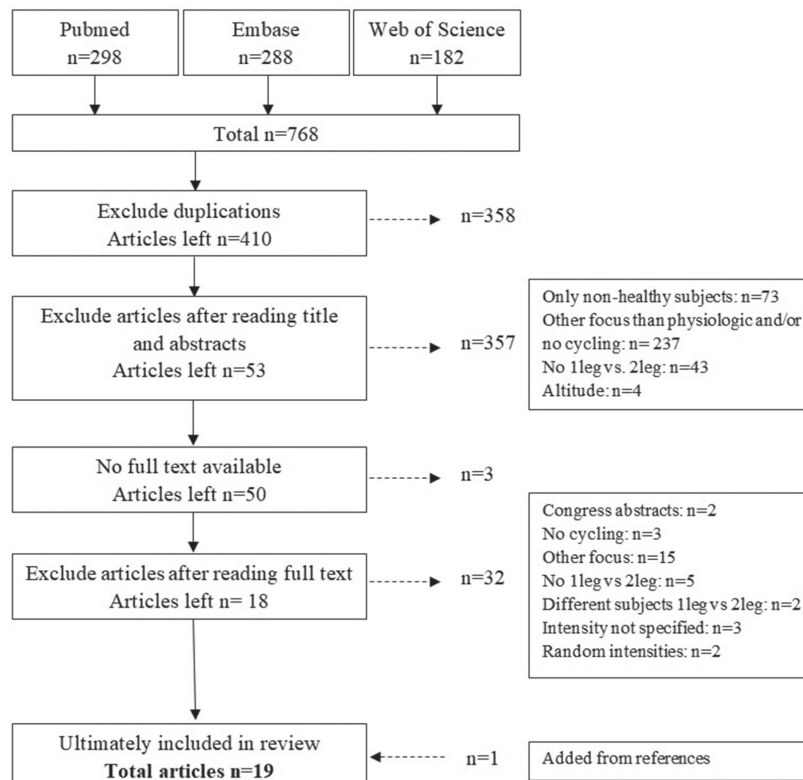 Pubmed
n=298
Embase
n=288
Web of Science
n=182
Total n=768
Exclude duplications
Articles left n=410
n=358
Exclude articles after reading title
and abstracts
Articles left n=53
n=357
Only non-healthy subjects: n=73
Other focus than physiologic and/or
no cycling: n= 237
No 1leg vs. 2leg: n=43
Altitude: n=4
No full text available
Articles left n=50
n=3
Exclude articles after reading full text
Articles left n= 18
n=32
Congress abstracts: n=2
No cycling: n=3
Other focus: n=15
No 1leg vs 2leg: n=5
Different subjects 1leg vs 2leg: n=2
Intensity not specified: n=3
Random intensities: n=2
Ultimately included in review
Total articles n=19
n=1
Added from references